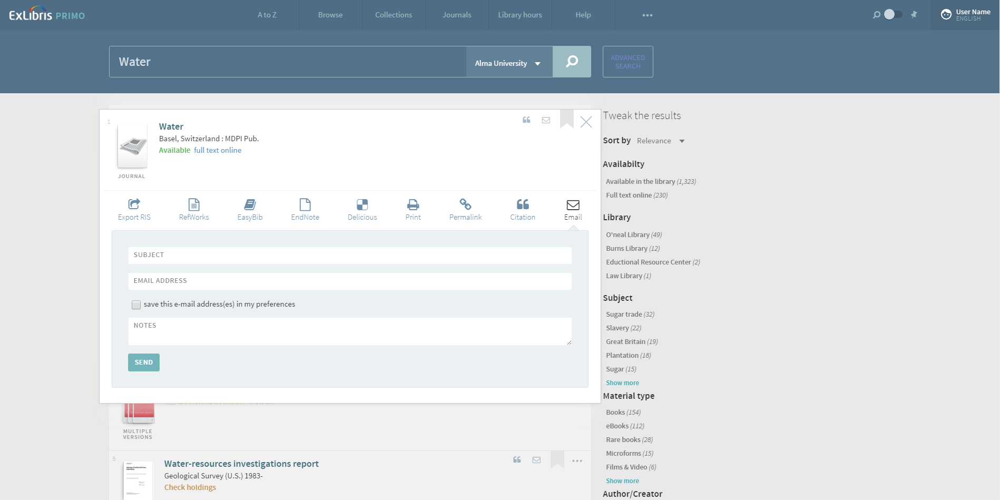 ExLibris PRIMO
A to Z
Browse
Collections
Journals
Library hours
Help
User Name
ENGLISH
Water
Alma University
ADVANCED
SEARCH
1
Water
Basel, Switzerland : MDPI Pub.
Available full text online
JOURNAL
Export RIS
RefWorks
EasyBib
EndNote
Delicious
Print
Permalink
Citation
Email
SUBJECT
EMAIL ADDRESS
save this e-mail address(es) in my preferences
NOTES
SEND
MULTIPLE
VERSIONS
5
Water-resources investigations report
Geological Survey (U.S.) 1983-
Check holdings
Tweak the results
Sort by Relevance
Availabilty
Available in the library (1,323)
Full text online (230)
Library
O'neal Library (49)
Burns Library (12)
Eductional Resource Center (2)
Law Library (1)
Subject
Sugar trade (32)
Slavery (22)
Great Britain (19)
Plantation (18)
Sugar (15)
Show more
Material type
Books (154)
eBooks (112)
Rare books (28)
Microforms (15)
Films & Video (6)
Show more
Author/Creator